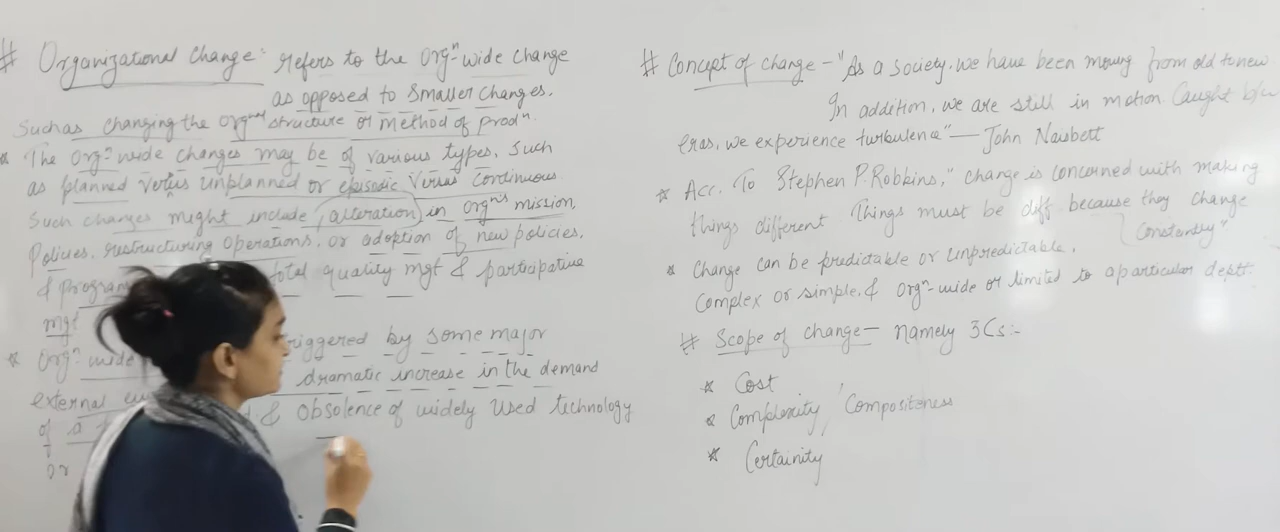 # Organizational Change: refers to the Orgn-wide change
as opposed to smaller changes.
Such as changing the Orgnal structure or Method of prodn.
* The Orgn-wide changes may be of various types, such
as planned versus unplanned or episodic versus continuous
Such changes might include alteration in orgn's mission,
Policies, restructuring operations, or adoption of new policies,
& total quality mgt & participative
mgt
* Orgn wide triggered by some major
external dramatic increase in the demand
of a & Obsolence of widely used technology
or
# Concept of change - "As a society, we have been moving from old to new
In addition, we are still in motion Caught b/w
eras, we experience turbulence" — John Naisbett
* Acc. To Stephen P. Robbins, "change is concerned with making
things different. Things must be diff because they change
constantly"
* Change can be predictable or unpredictable,
Complex or simple, & orgn-wide or limited to a particular deptt.
# Scope of change - namely 3Cs:-
* Cost
* Complexity, Compositeness
* Certainity